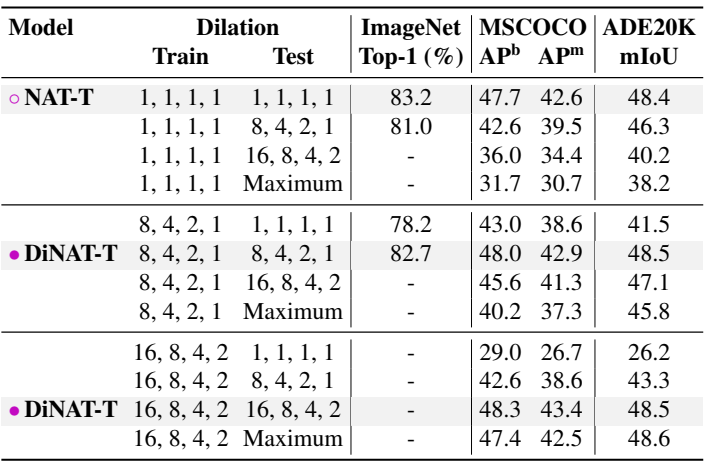 Model Dilation ImageNet MSCOCO ADE20K
Train Test Top-1 (%) APᵇ APᵐ mIoU
○ NAT-T 1, 1, 1, 1 1, 1, 1, 1 83.2 47.7 42.6 48.4
1, 1, 1, 1 8, 4, 2, 1 81.0 42.6 39.5 46.3
1, 1, 1, 1 16, 8, 4, 2 - 36.0 34.4 40.2
1, 1, 1, 1 Maximum - 31.7 30.7 38.2
8, 4, 2, 1 1, 1, 1, 1 78.2 43.0 38.6 41.5
● DiNAT-T 8, 4, 2, 1 8, 4, 2, 1 82.7 48.0 42.9 48.5
8, 4, 2, 1 16, 8, 4, 2 - 45.6 41.3 47.1
8, 4, 2, 1 Maximum - 40.2 37.3 45.8
16, 8, 4, 2 1, 1, 1, 1 - 29.0 26.7 26.2
16, 8, 4, 2 8, 4, 2, 1 - 42.6 38.6 43.3
● DiNAT-T 16, 8, 4, 2 16, 8, 4, 2 - 48.3 43.4 48.5
16, 8, 4, 2 Maximum - 47.4 42.5 48.6